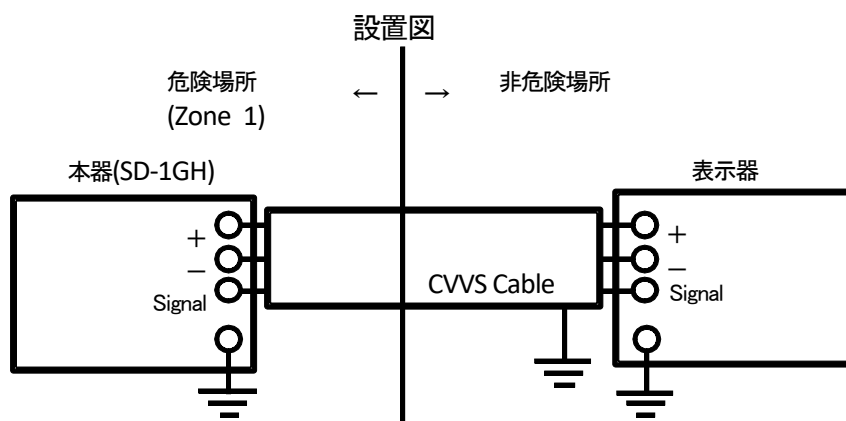 設置図
危険場所
(Zone 1)
← →
非危険場所
本器(SD-1GH)
表示器
+
−
Signal
CVVS Cable
+
−
Signal